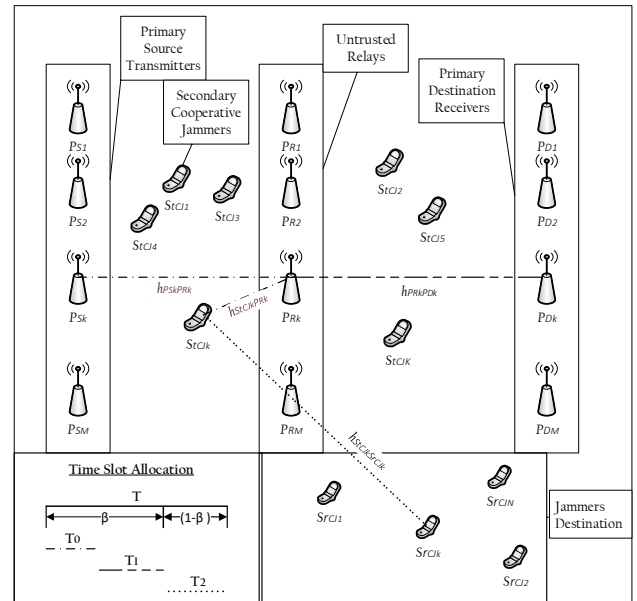 Primary
Source
Transmitters
Secondary
Cooperative
Jammers
Untrusted
Relays
Primary
Destination
Receivers
PS1
PR1
PD1
StCJ1
StCJ3
StCJ2
PS2
StCJ4
PR2
StCJ5
PD2
hPSkPRk
hStCJkPRk
hPRkPDk
PSk
PRk
PDk
StCJk
StCJK
PSM
PRM
PDM
hStCJkSrCJk
Time Slot Allocation
T
β
(1-β )
T0
T1
T2
SrCJ1
SrCJN
SrCJk
SrCJ2
Jammers
Destination